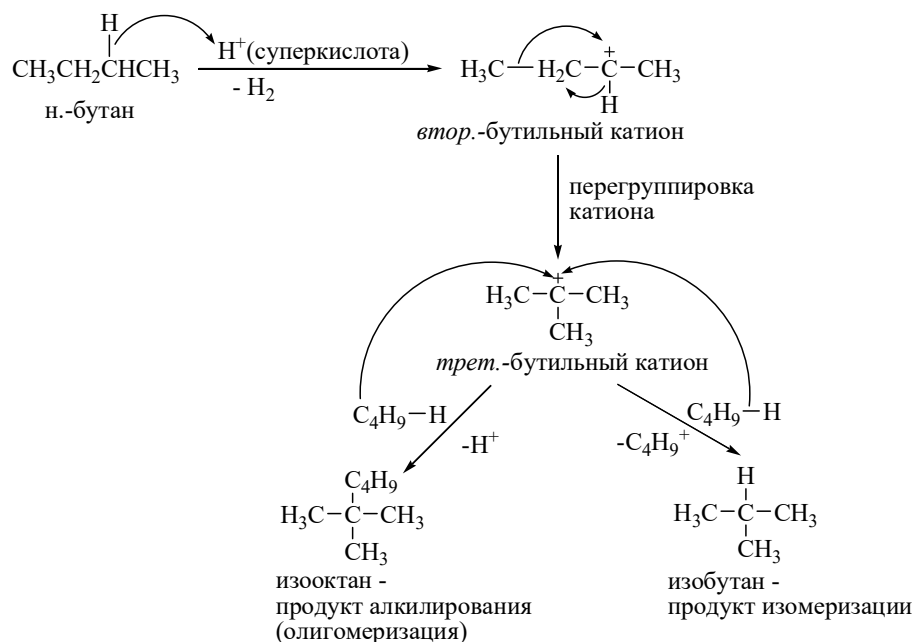 H
CH3CH2CHCH3
н.-бутан
H+(суперкислота)
- H2
H3C—H2C—C—CH3
+
H
втор.-бутильный катион
перегруппировка
катиона
+
H3C—C—CH3
CH3
трет.-бутильный катион
C4H9—H
-H+
-C4H9+
C4H9—H
C4H9
H3C—C—CH3
CH3
изооктан -
продукт алкилирования
(олигомеризация)
H
H3C—C—CH3
CH3
изобутан -
продукт изомеризации